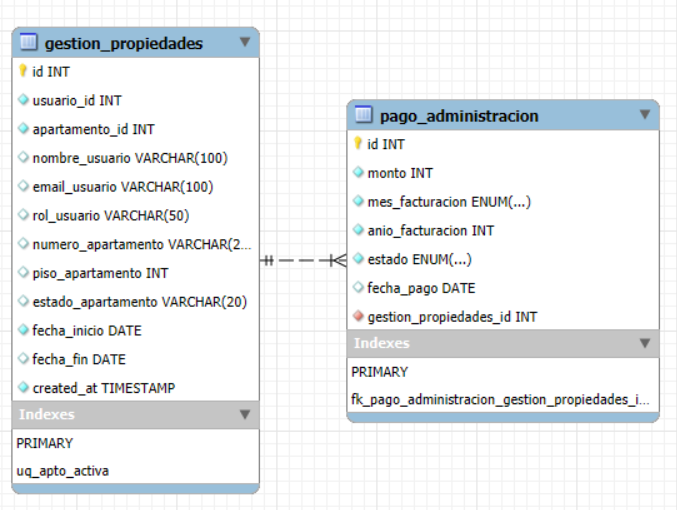 gestion_propiedades
id INT
usuario_id INT
apartamento_id INT
nombre_usuario VARCHAR(100)
email_usuario VARCHAR(100)
rol_usuario VARCHAR(50)
numero_apartamento VARCHAR(2...
piso_apartamento INT
estado_apartamento VARCHAR(20)
fecha_inicio DATE
fecha_fin DATE
created_at TIMESTAMP
Indexes
PRIMARY
uq_apto_activa
pago_administracion
id INT
monto INT
mes_facturacion ENUM(...)
anio_facturacion INT
estado ENUM(...)
fecha_pago DATE
gestion_propiedades_id INT
Indexes
PRIMARY
fk_pago_administracion_gestion_propiedades_i...